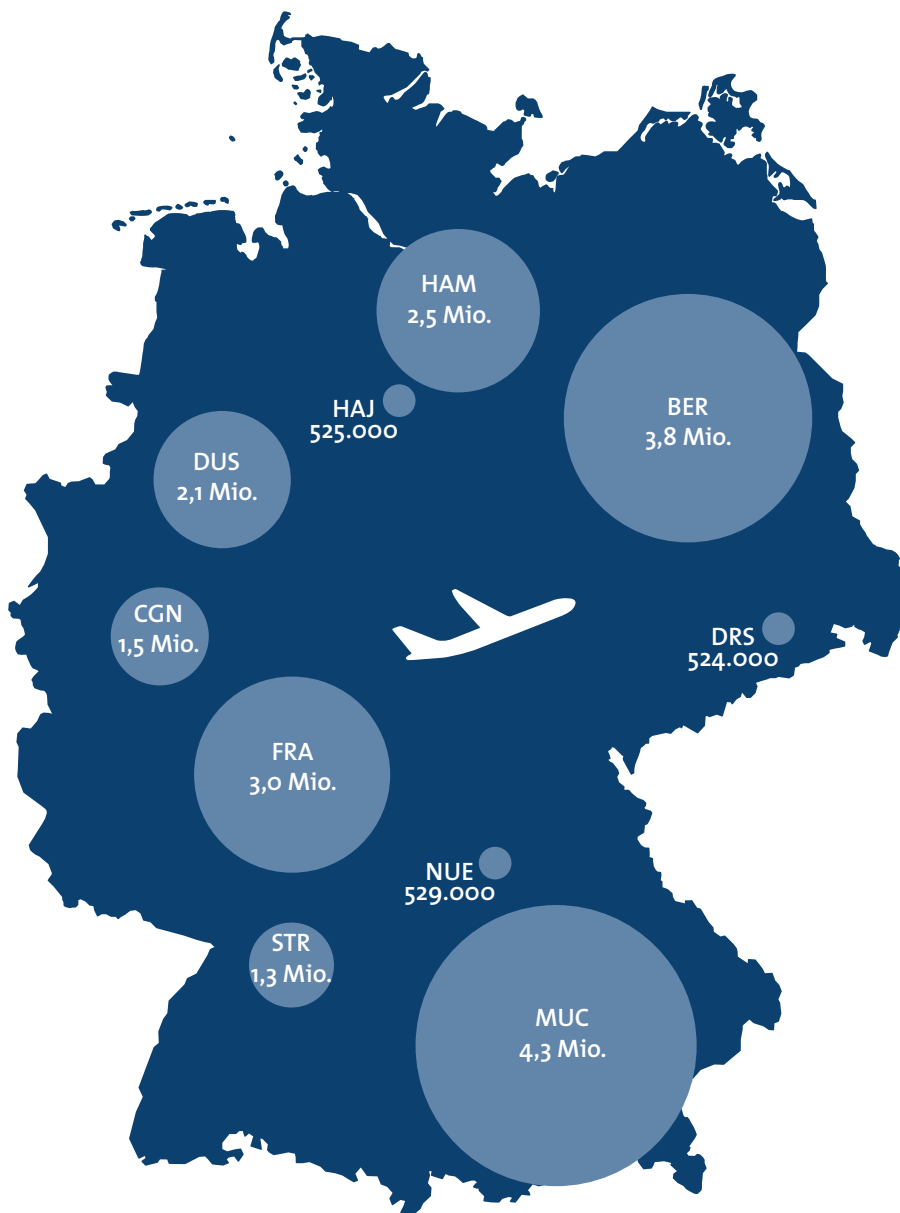 HAM
2,5 Mio.
HAJ
525.000
BER
3,8 Mio.
DUS
2,1 Mio.
CGN
1,5 Mio.
DRS
524.000
FRA
3,0 Mio.
NUE
529.000
STR
1,3 Mio.
MUC
4,3 Mio.